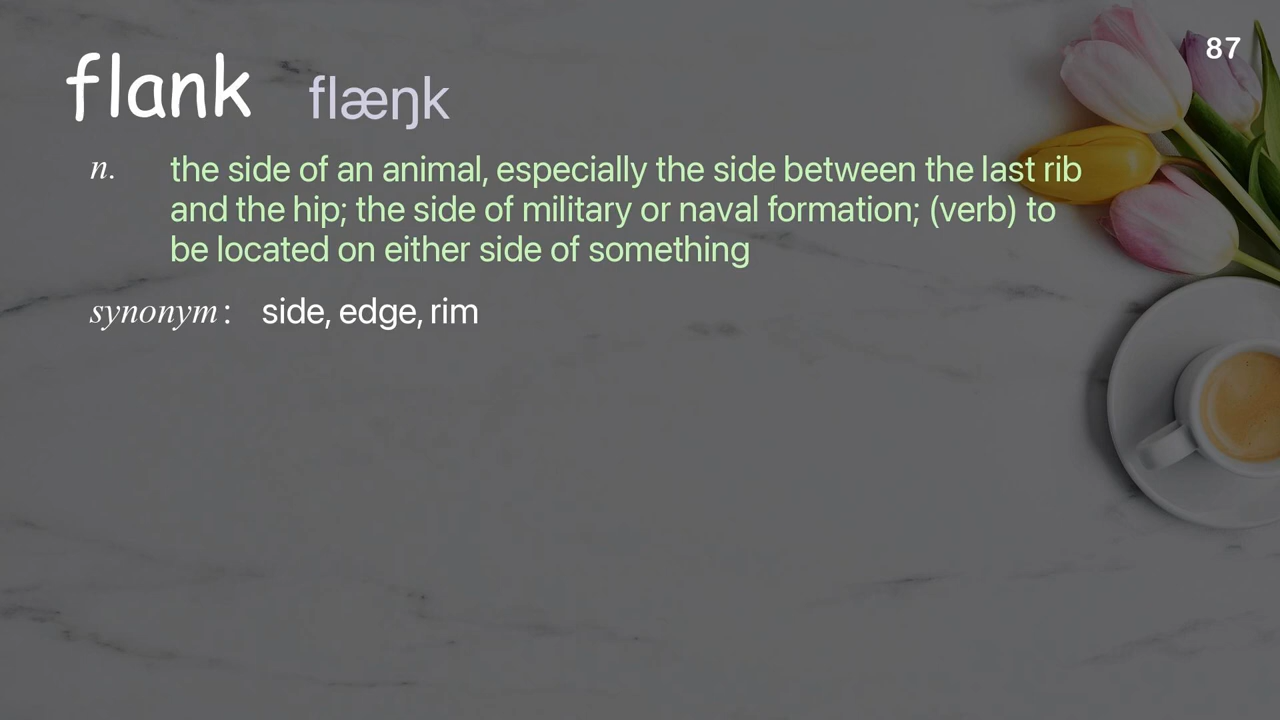 flank flæŋk
87
n. the side of an animal, especially the side between the last rib
and the hip; the side of military or naval formation; (verb) to
be located on either side of something
synonym: side, edge, rim